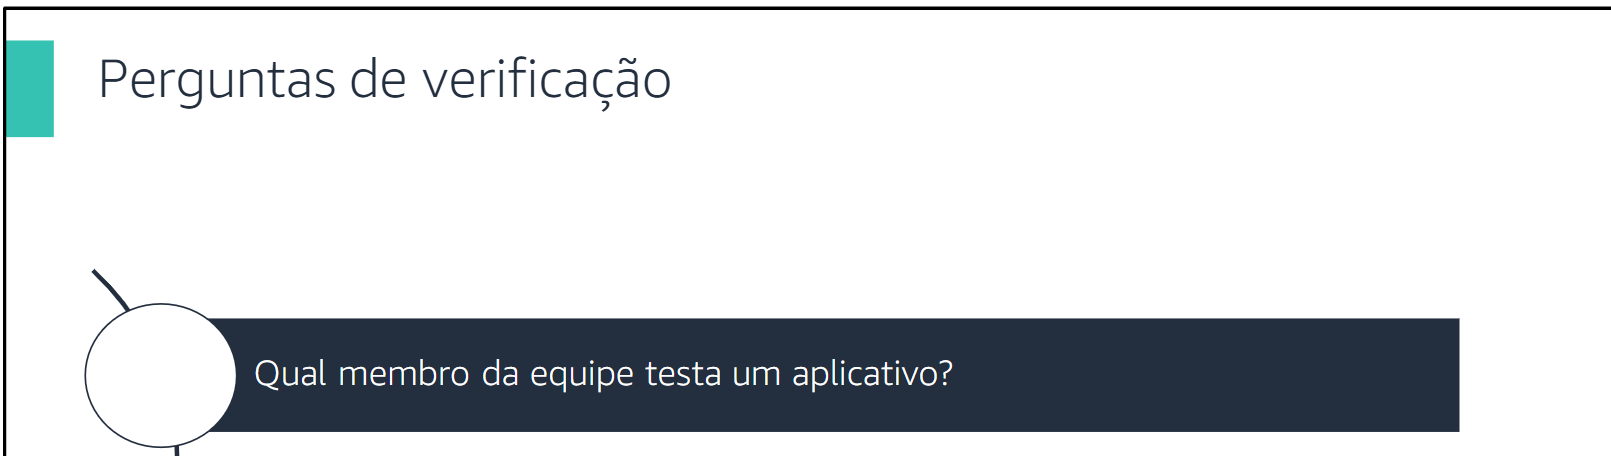 Perguntas de verificação
Qual membro da equipe testa um aplicativo?